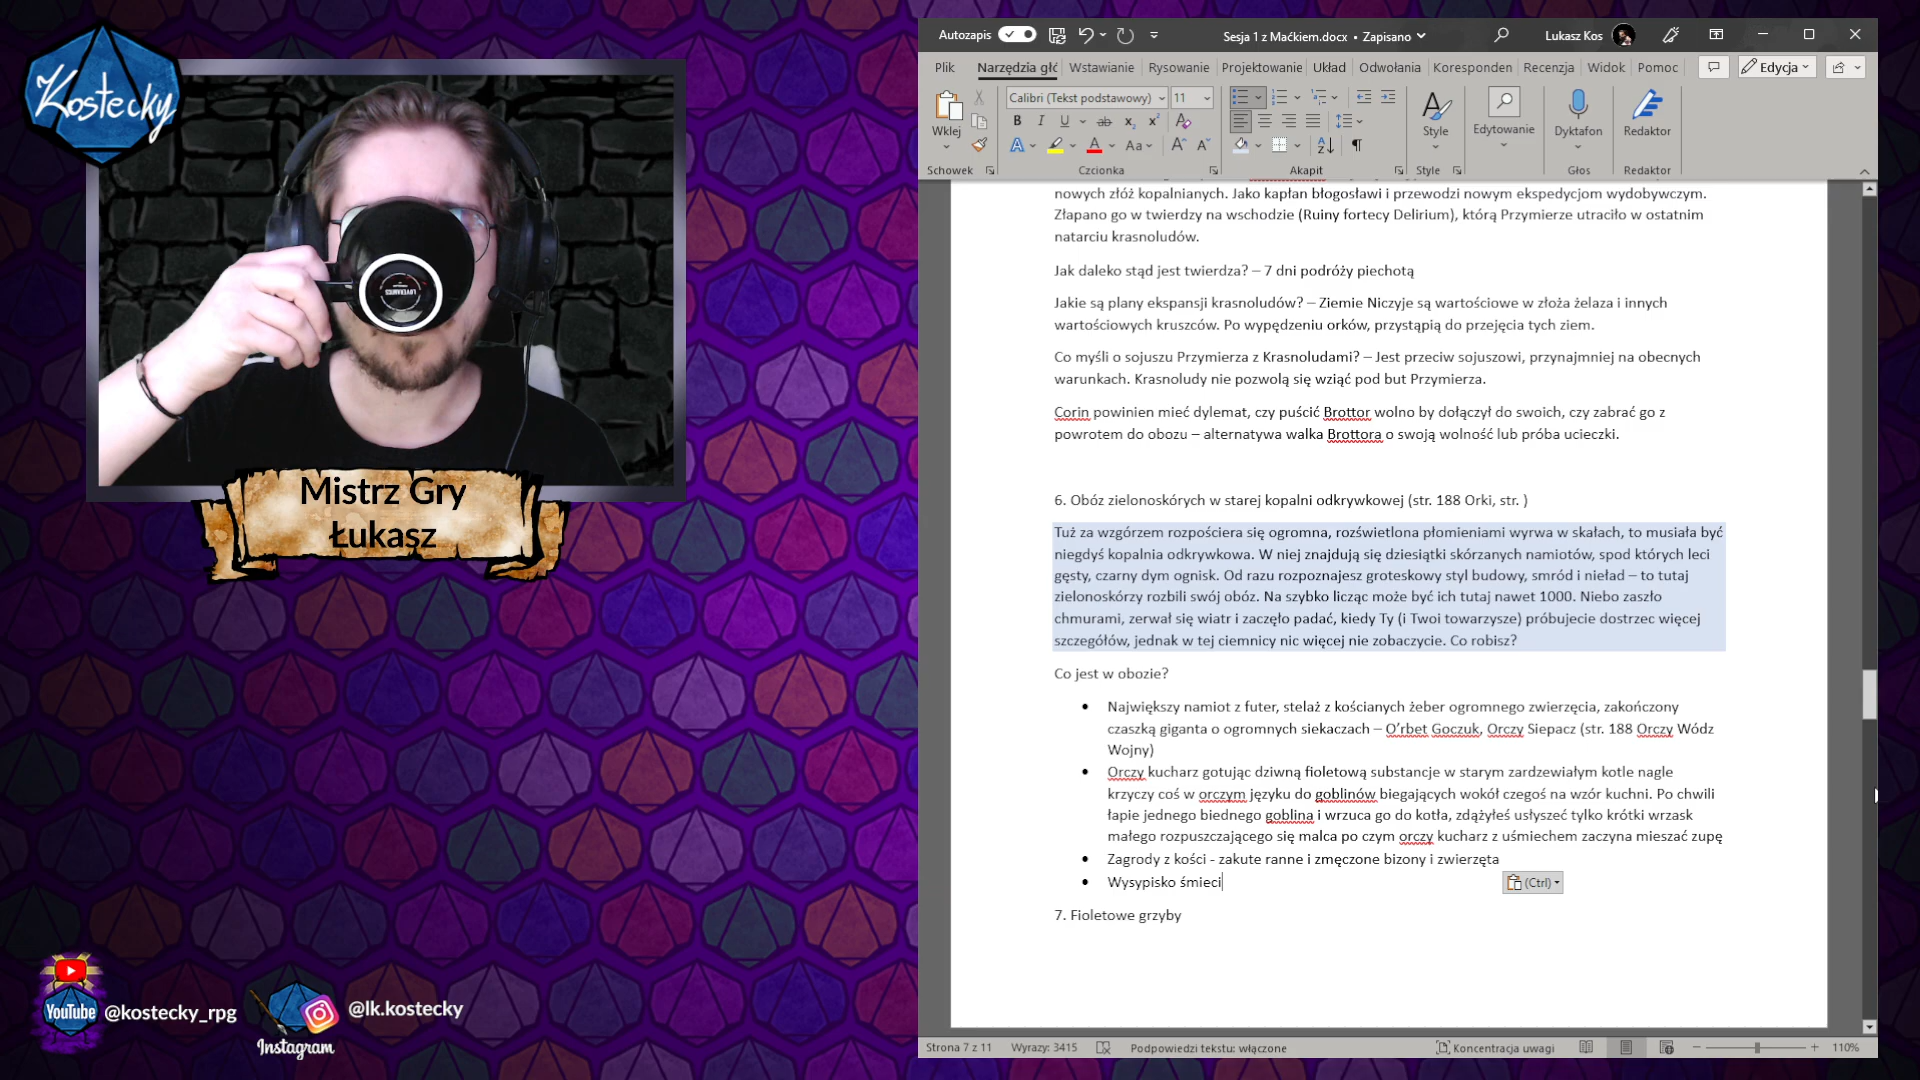 Kostecky
Mistrz Gry
Łukasz
YouTube
@kostecky_rpg
Instagram
@lk.kostecky
Autozapis
Sesja 1 z Maćkiem.docx • Zapisano
Lukasz Kos
Plik
Narzędzia głć
Wstawianie
Rysowanie
Projektowanie
Układ
Odwołania
Koresponden
Recenzja
Widok
Pomoc
Edycja
Wklej
Calibri (Tekst podstawowy)
11
Style
Edytowanie
Dyktafon
Redaktor
Schowek
Czcionka
Akapit
Style
Głos
Redaktor
nowych złóż kopalnianych. Jako kapłan błogosławi i przewodzi nowym ekspedycjom wydobywczym.
Złapano go w twierdzy na wschodzie (Ruiny fortecy Delirium), którą Przymierze utraciło w ostatnim
natarciu krasnoludów.
Jak daleko stąd jest twierdza? – 7 dni podróży piechotą
Jakie są plany ekspansji krasnoludów? – Ziemie Niczyje są wartościowe w złoża żelaza i innych
wartościowych kruszców. Po wypędzeniu orków, przystąpią do przejęcia tych ziem.
Co myśli o sojuszu Przymierza z Krasnoludami? – Jest przeciw sojuszowi, przynajmniej na obecnych
warunkach. Krasnoludy nie pozwolą się wziąć pod but Przymierza.
Corin powinien mieć dylemat, czy puścić Brottor wolno by dołączył do swoich, czy zabrać go z
powrotem do obozu – alternatywa walka Brottora o swoją wolność lub próba ucieczki.
6. Obóz zielonoskórych w starej kopalni odkrywkowej (str. 188 Orki, str. )
Tuż za wzgórzem rozpościera się ogromna, rozświetlona płomieniami wyrwa w skałach, to musiała być
niegdyś kopalnia odkrywkowa. W niej znajdują się dziesiątki skórzanych namiotów, spod których leci
gęsty, czarny dym ognisk. Od razu rozpoznajesz groteskowy styl budowy, smród i nieład – to tutaj
zielonoskórzy rozbili swój obóz. Na szybko licząc może być ich tutaj nawet 1000. Niebo zaszło
chmurami, zerwał się wiatr i zaczęło padać, kiedy Ty (i Twoi towarzysze) próbujecie dostrzec więcej
szczegółów, jednak w tej ciemnicy nic więcej nie zobaczycie. Co robisz?
Co jest w obozie?
• Największy namiot z futer, stelaż z kościanych żeber ogromnego zwierzęcia, zakończony
czaszką giganta o ogromnych siekaczach – O’rbet Goczuk, Orczy Siepacz (str. 188 Orczy Wódz
Wojny)
• Orczy kucharz gotując dziwną fioletową substancje w starym zardzewiałym kotle nagle
krzyczy coś w orczym języku do goblinów biegających wokół czegoś na wzór kuchni. Po chwili
łapie jednego biednego goblina i wrzuca go do kotła, zdążyłeś usłyszeć tylko krótki wrzask
małego rozpuszczającego się malca po czym orczy kucharz z uśmiechem zaczyna mieszać zupę
• Zagrody z kości - zakute ranne i zmęczone bizony i zwierzęta
• Wysypisko śmieci
(Ctrl)
7. Fioletowe grzyby
Strona 7 z 11
Wyrazy: 3415
Podpowiedzi tekstu: włączone
Koncentracja uwagi
110%